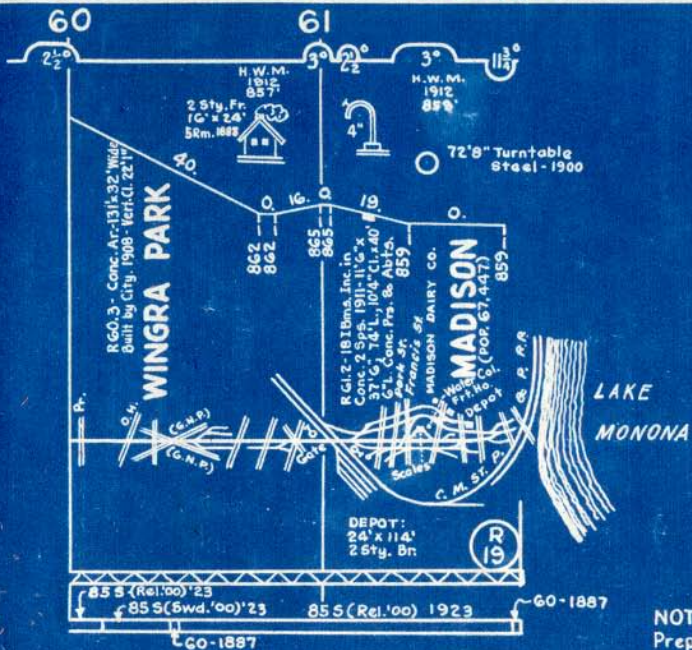 60
61
2½°
3°
2½°
3°
11¾°
H.W.M.
1912
857'
H.W.M.
1912
858'
2 Sty. Fr.
16' x 24'
5 Rm. 1888
4"
72'8" Turntable
Steel - 1900
40.
0.
16.
0
19.
0.
862
862
865
865
859
859
R60.3 - Conc. Ar.-131'x 32' Wide
Built by City. 1908 - Vert. Cl. 22'1"
WINGRA PARK
R61.2 - 18 I Bms. Inc. in
Conc. 2 Sps. 1911 - 11'6" x
37'6", 74' L., 10'4" Cl. x 40'
6" L. Conc. Prs. & Abts.
Park St.
Francis St.
MADISON DAIRY CO.
MADISON
(POP. 67,447)
Pr.
O.H.
(G.N.P.)
(G.N.P.)
Gate
Water
Frt. Ho.
Col.
DEPOT
Scales
C. M. ST. P. & P. R.R.
LAKE
MONONA
DEPOT:
24' x 114'
2 Sty. Br.
R
19
85 S (Rel.'00) '23
85 S (Swd.'00) '23
85 S (Rel.'00) 1923
60-1887
60-1887
NOT
Prep